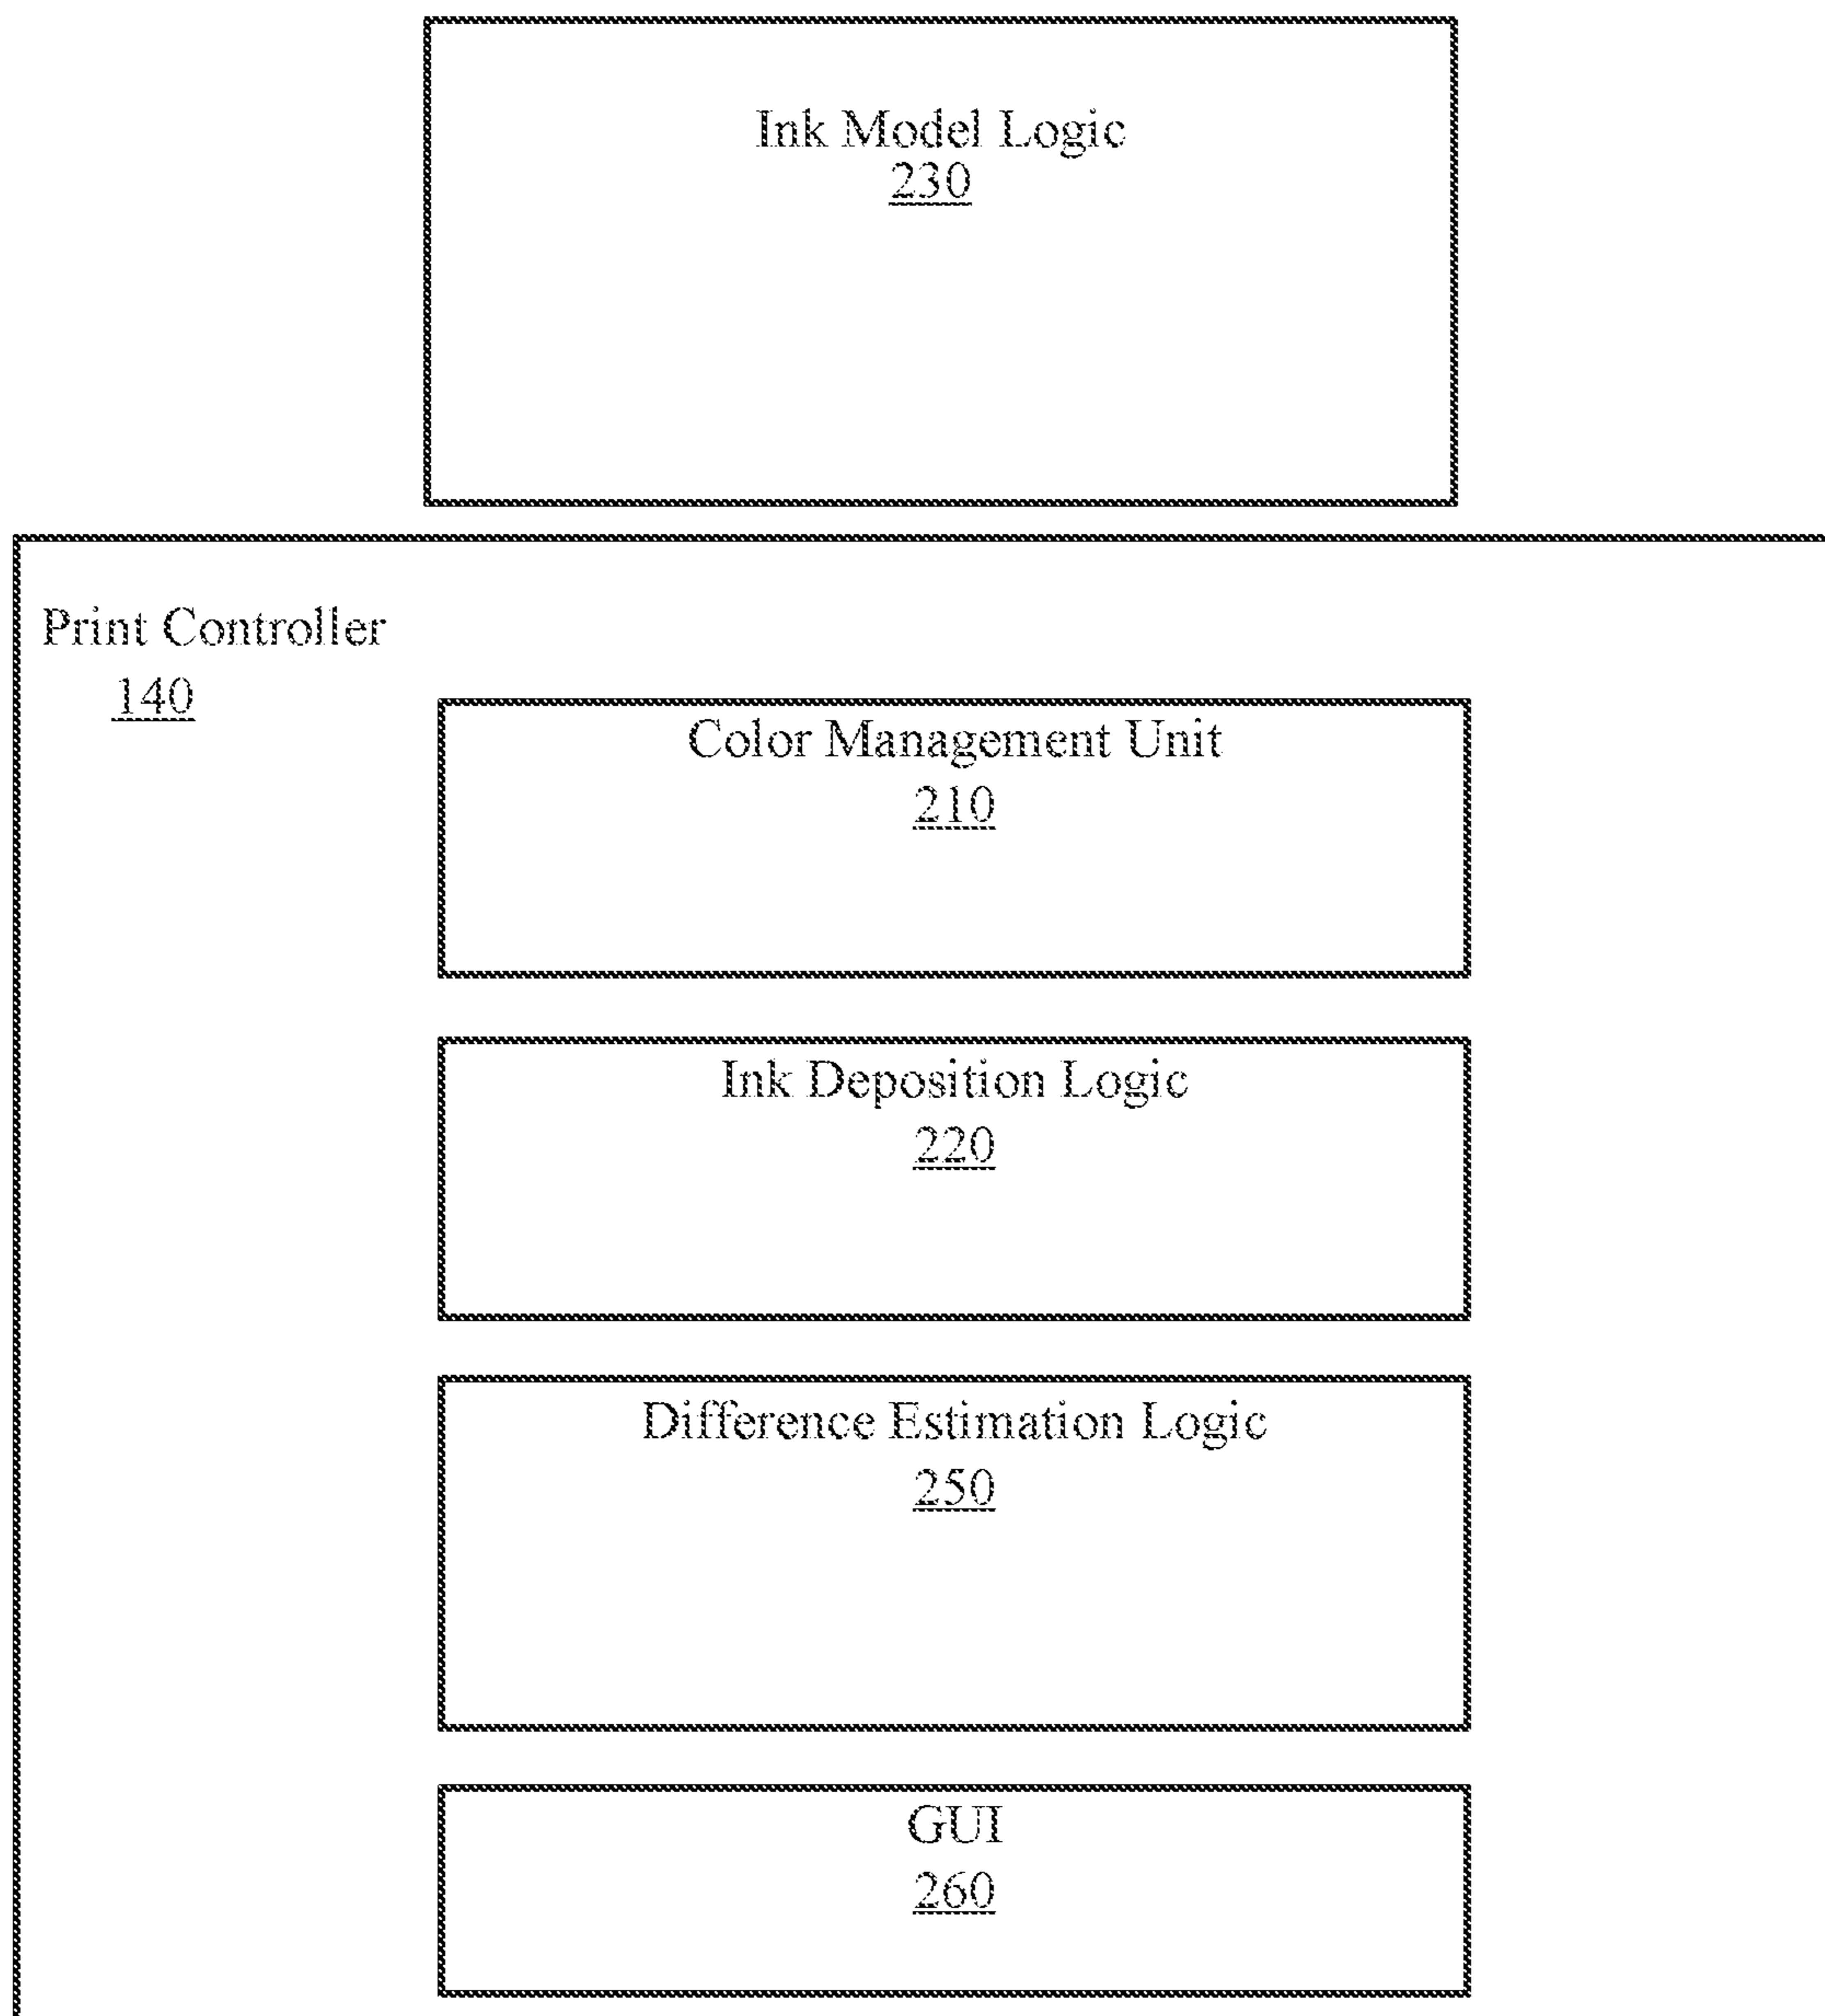 Ink Model Logic
230
Print Controller
140
Color Management Unit
210
Ink Deposition Logic
220
Difference Estimation Logic
250
GUI
260